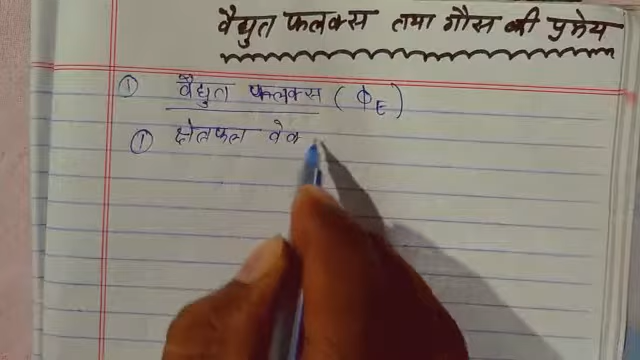 वैद्युत फलक्स तथा गौस की प्रमेय
① वैद्युत फलक्स (ΦE)
① क्षेत्रफल वेक